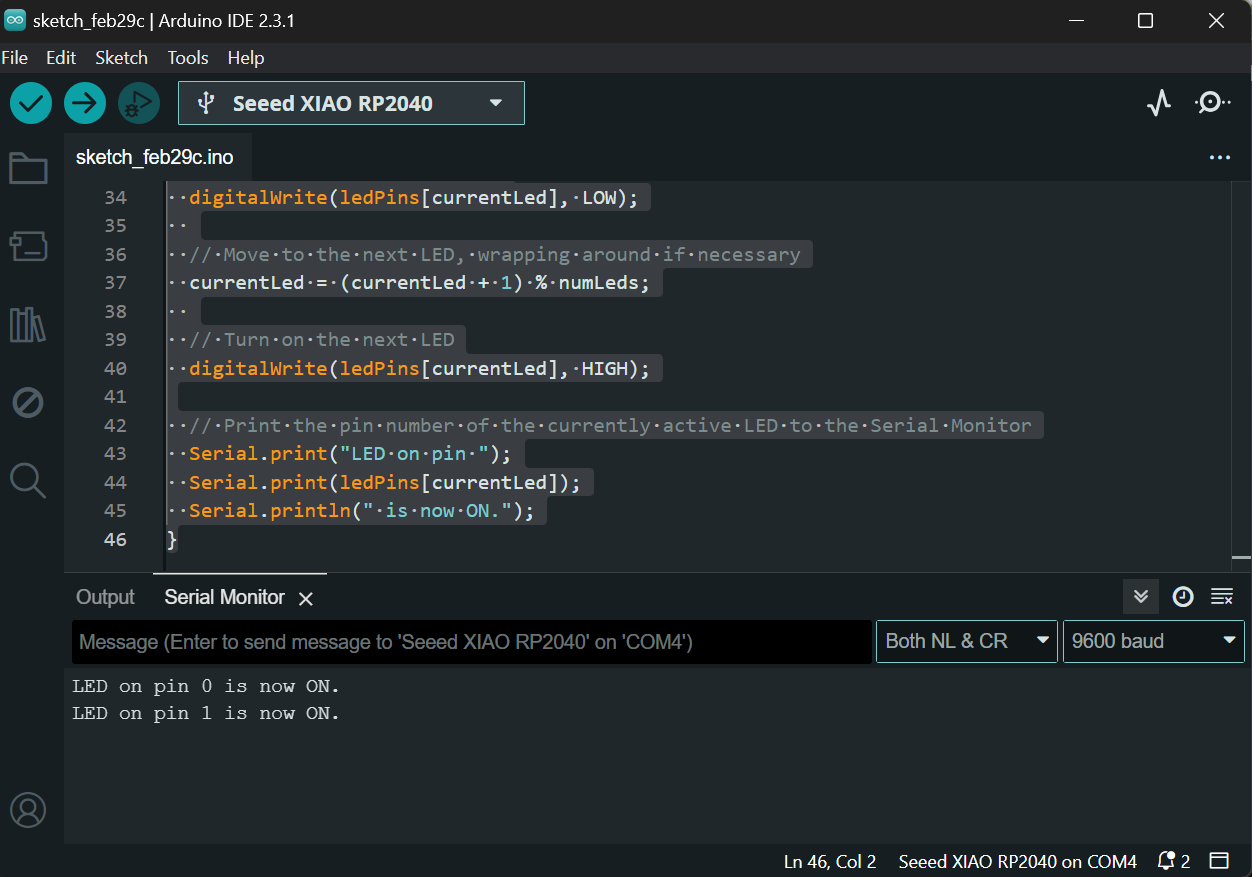 sketch_feb29c | Arduino IDE 2.3.1
File Edit Sketch Tools Help
Seeed XIAO RP2040
sketch_feb29c.ino
34 digitalWrite(ledPins[currentLed], LOW);
35
36 // Move to the next LED, wrapping around if necessary
37 currentLed = (currentLed + 1) % numLeds;
38
39 // Turn on the next LED
40 digitalWrite(ledPins[currentLed], HIGH);
41
42 // Print the pin number of the currently active LED to the Serial Monitor
43 Serial.print("LED on pin ");
44 Serial.print(ledPins[currentLed]);
45 Serial.println(" is now ON.");
46 }
Output Serial Monitor
Message (Enter to send message to 'Seeed XIAO RP2040' on 'COM4') Both NL & CR 9600 baud
LED on pin 0 is now ON.
LED on pin 1 is now ON.
Ln 46, Col 2 Seeed XIAO RP2040 on COM4 2